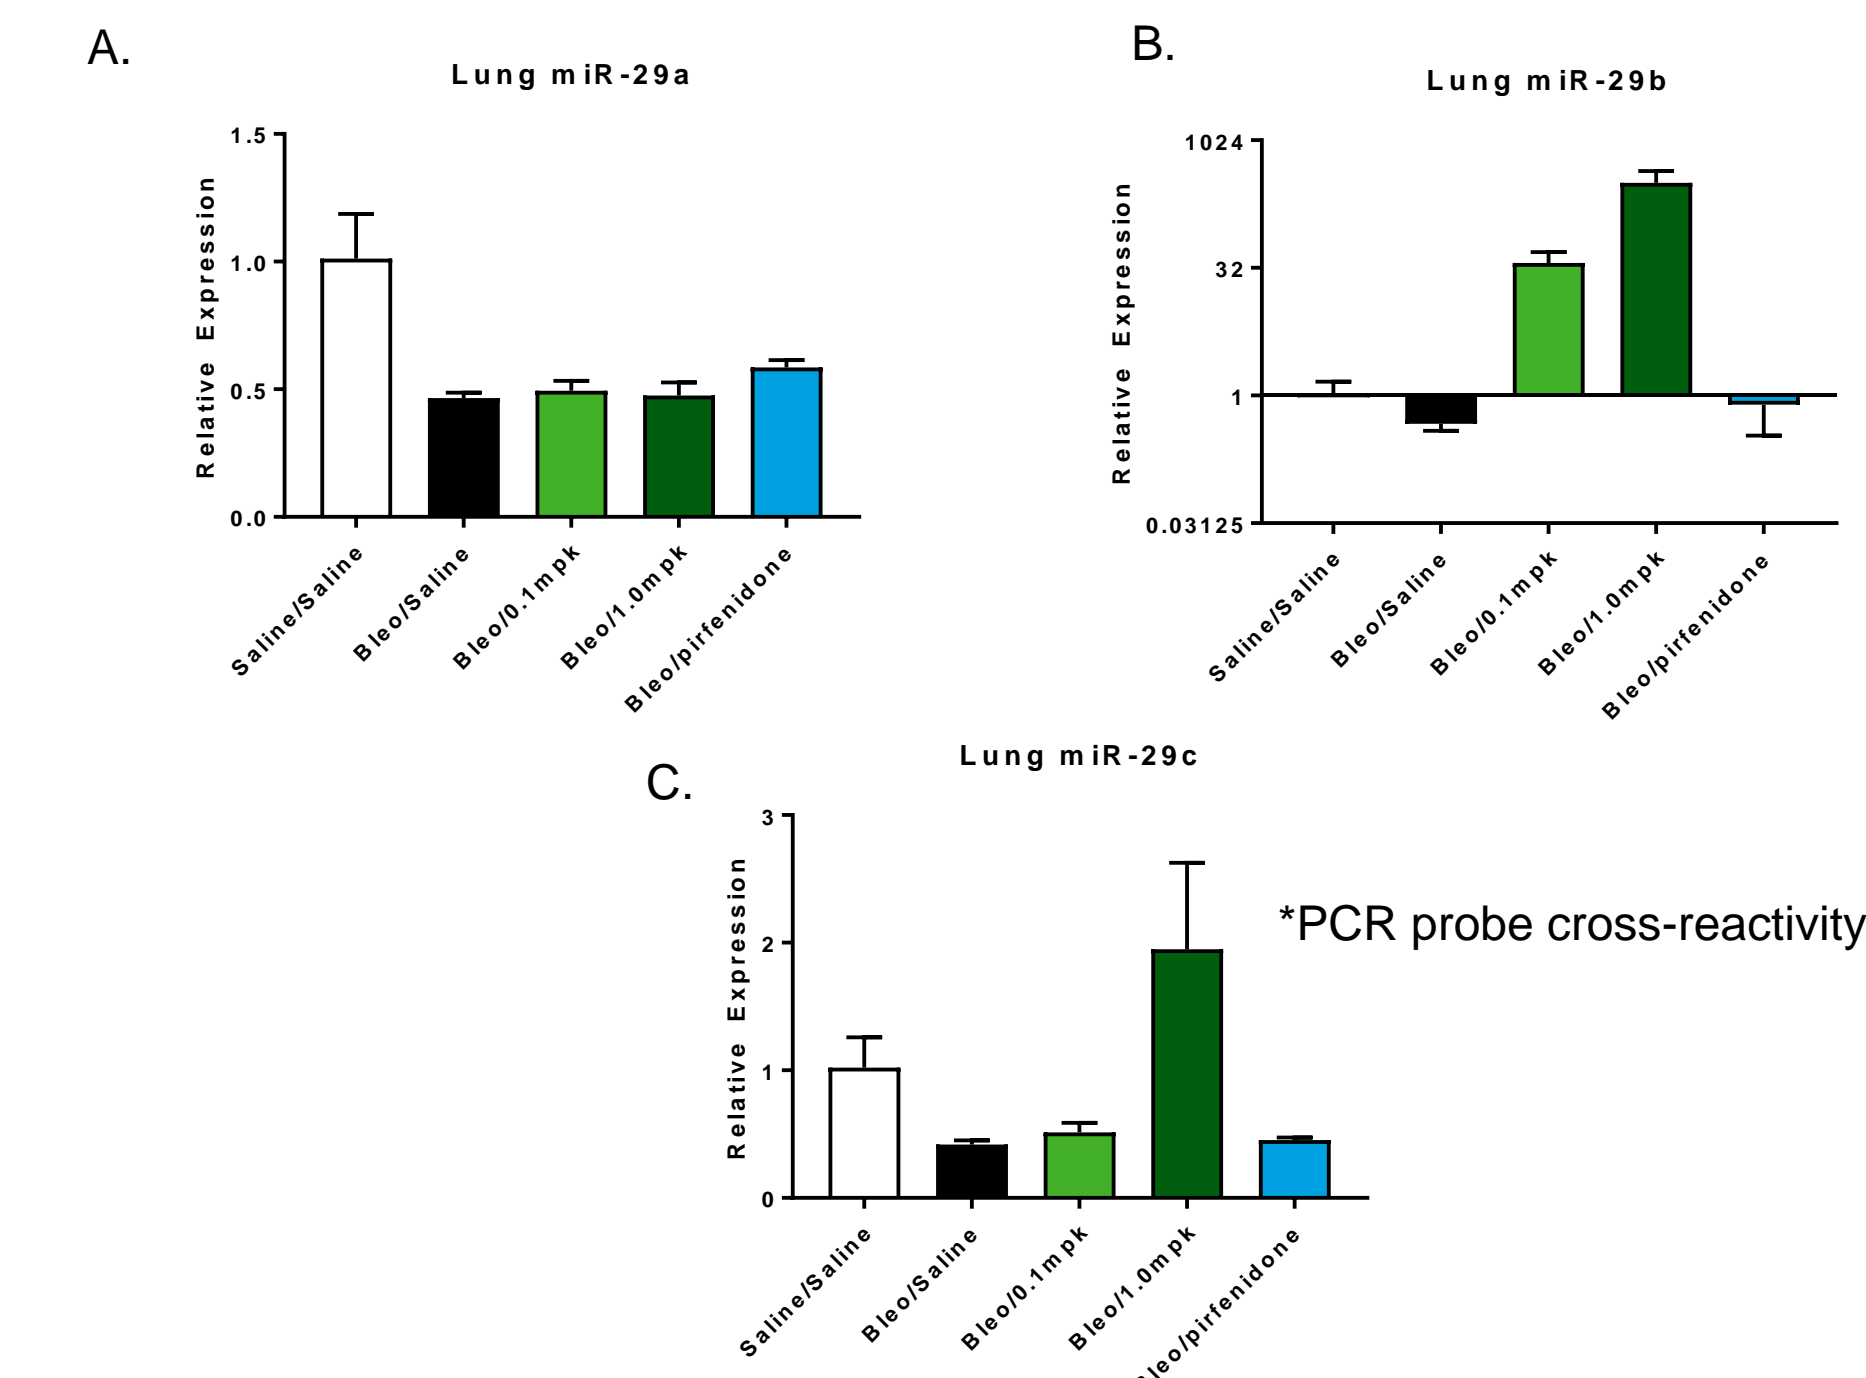 A.
Lung miR-29a
Relative Expression
1.5
1.0
0.5
0.0
Saline/Saline
Bleo/Saline
Bleo/0.1mpk
Bleo/1.0mpk
Bleo/pirfenidone
B.
Lung miR-29b
Relative Expression
1024
32
1
0.03125
Saline/Saline
Bleo/Saline
Bleo/0.1mpk
Bleo/1.0mpk
Bleo/pirfenidone
C.
Lung miR-29c
Relative Expression
3
2
1
0
Saline/Saline
Bleo/Saline
Bleo/0.1mpk
Bleo/1.0mpk
Bleo/pirfenidone
*PCR probe cross-reactivity